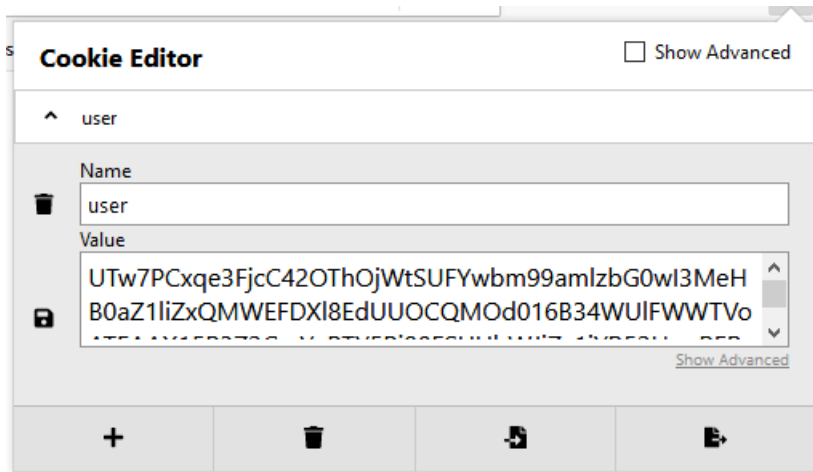 Cookie Editor
Show Advanced
user
Name
user
Value
UTw7PCxqe3FjcC42OThOjWtSUFYwbm99amlzbG0wI3MeH
B0aZ1liZxQMWEFDXl8EdUUOCQMOd016B34WUlFWWTVo
Show Advanced